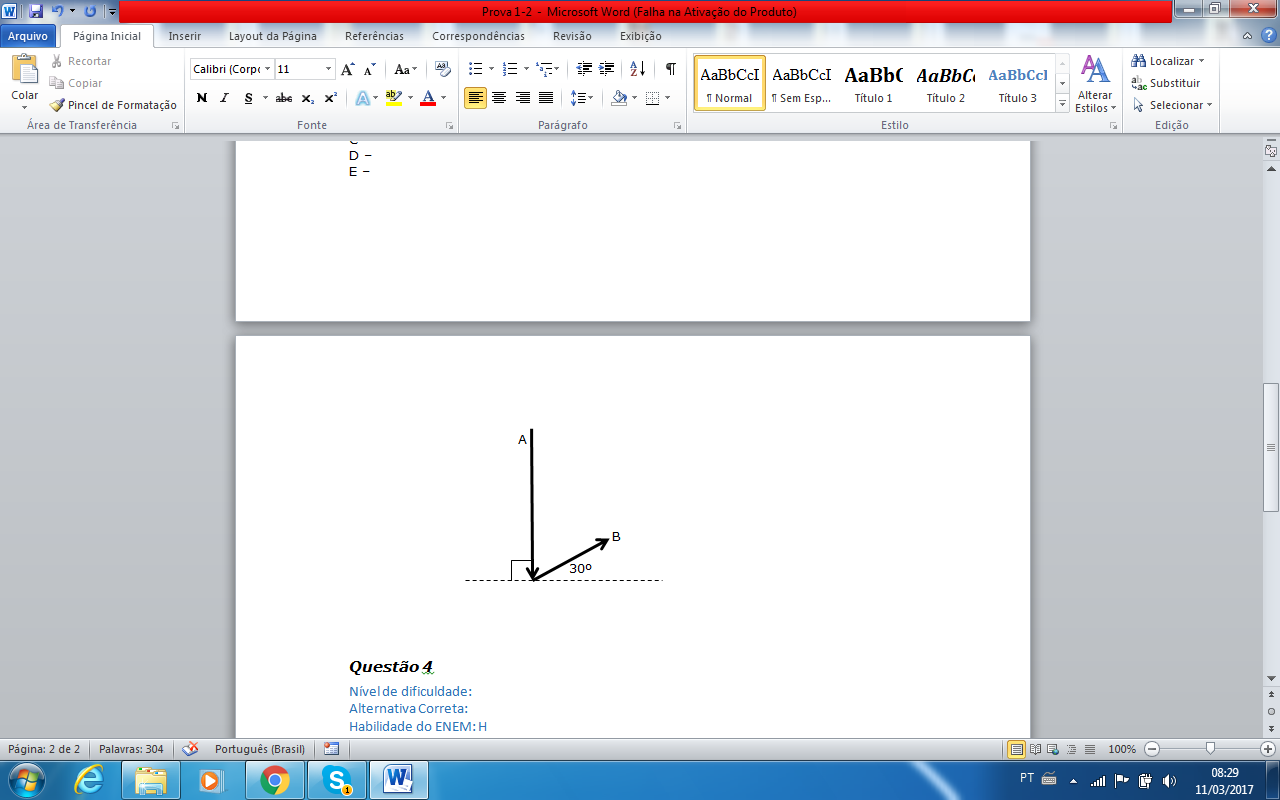 Prova 1-2 - Microsoft Word (Falha na Ativação do Produto)
Arquivo Página Inicial Inserir Layout da Página Referências Correspondências Revisão Exibição
Colar
Recortar
Copiar
Pincel de Formatação
Área de Transferência
Calibri (Corpo 11
N I S abc x₂ x²
Fonte
Parágrafo
AaBbCcI AaBbCcI AaBbC AaBbCc AaBbCcI
¶ Normal ¶ Sem Esp... Título 1 Título 2 Título 3
Alterar Estilos
Estilo
Localizar
Substituir
Selecionar
Edição
D –
E –
A
B
30º
Questão 4
Nível de dificuldade:
Alternativa Correta:
Habilidade do ENEM: H
Página: 2 de 2 Palavras: 304 Português (Brasil) 100%
PT 08:29
11/03/2017